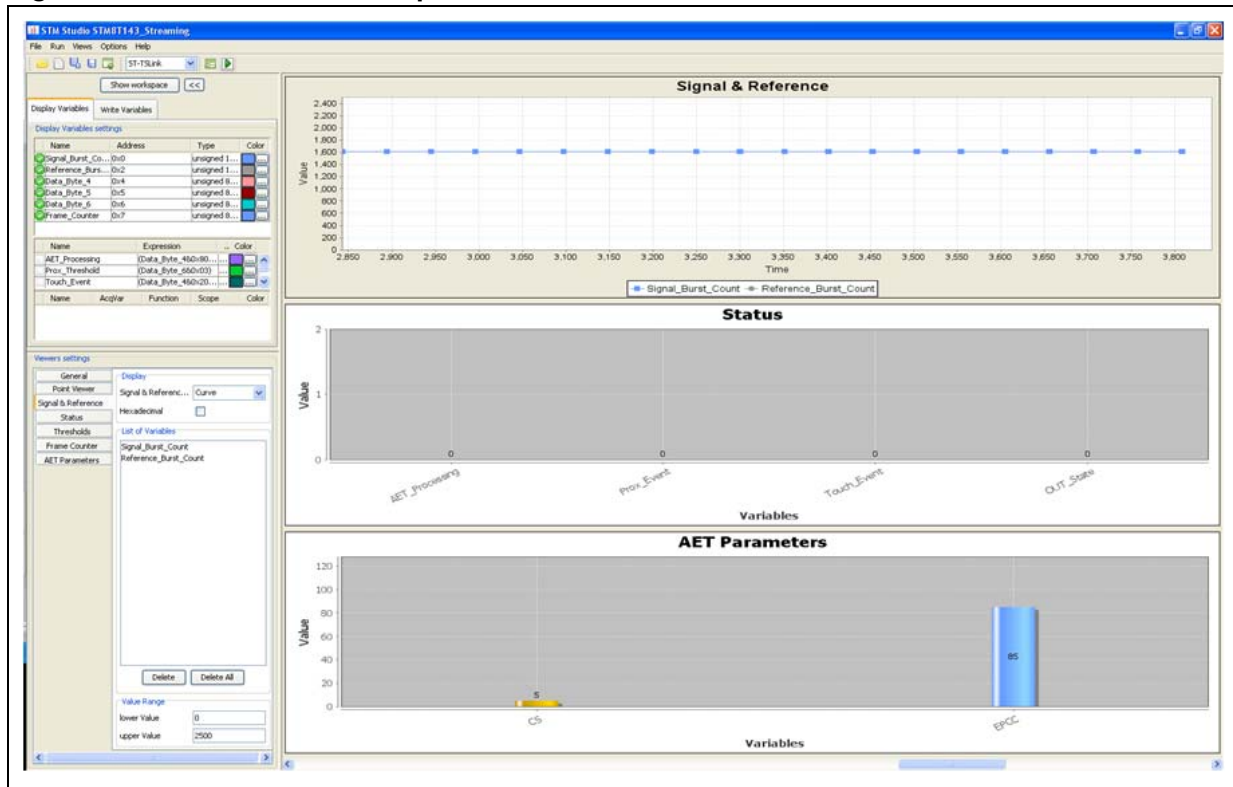 STM Studio STM8T143_Streaming
File Run Views Options Help
ST-TSLink
Show workspace <<
Display Variables Write Variables
Display Variables settings
Name Address Type Color
Signal_Burst_Co... 0x0 unsigned 1...
Reference_Burs... 0x2 unsigned 1...
Data_Byte_4 0x4 unsigned 8...
Data_Byte_5 0x5 unsigned 8...
Data_Byte_6 0x6 unsigned 8...
Frame_Counter 0x7 unsigned 8...
Name Expression .. Color
AET_Processing (Data_Byte_4&0x80... ...
Prox_Threshold (Data_Byte_6&0x03) ...
Touch_Event (Data_Byte_4&0x20... ...
Name AcqVar Function Scope Color
Viewers settings
General
Point Viewer
Signal & Reference
Status
Thresholds
Frame Counter
AET Parameters
Display
Signal & Referenc... Curve
Hexadecimal
List of Variables
Signal_Burst_Count
Reference_Burst_Count
Delete Delete All
Value Range
lower Value 0
upper Value 2500
Signal & Reference
Value
2,400
2,200
2,000
1,800
1,600
1,400
1,200
1,000
800
600
400
200
0
2,850 2,900 2,950 3,000 3,050 3,100 3,150 3,200 3,250 3,300 3,350 3,400 3,450 3,500 3,550 3,600 3,650 3,700 3,750 3,800
Time
Signal_Burst_Count Reference_Burst_Count
Status
Value
2
1
0
0 0 0 0
AET_Processing Prox_Event Touch_Event OUT_State
Variables
AET Parameters
Value
120
100
80
60
40
20
0
5 85
CS EPCC
Variables